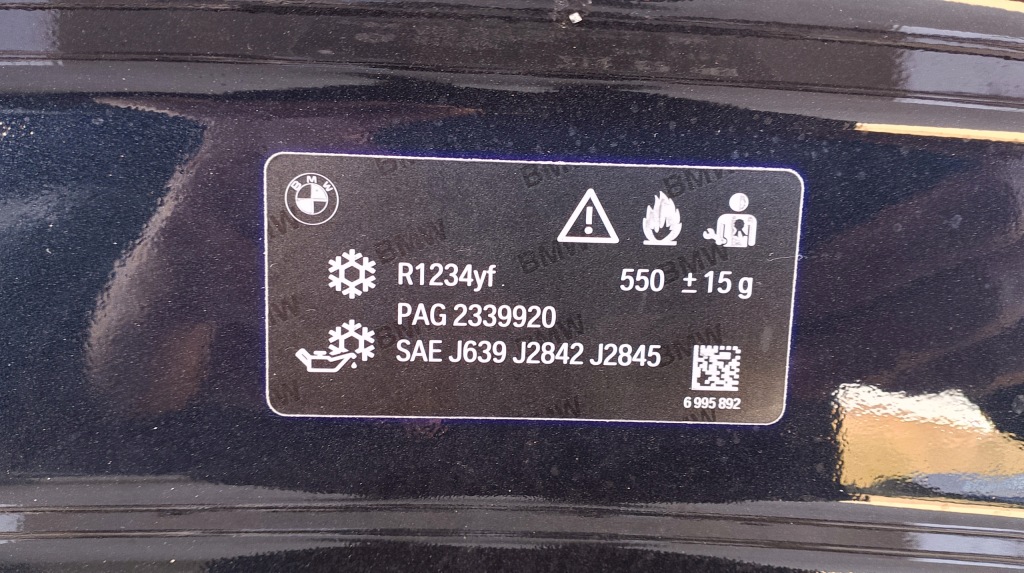 BMW
R1234yf 550 ± 15 g
PAG 2339920
SAE J639 J2842 J2845
6 995 892